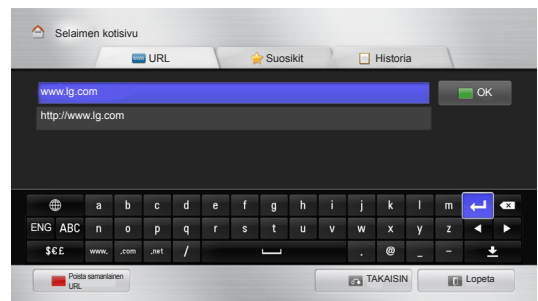 Selaimen kotisivu
www URL
Suosikit
Historia
www.lg.com
OK
http://www.lg.com
a b c d e f g h i j k l m
ENG ABC n o p q r s t u v w x y z
$€£ www. .com .net / . @ _ -
Poista samanlainen
URL
TAKAISIN
Lopeta